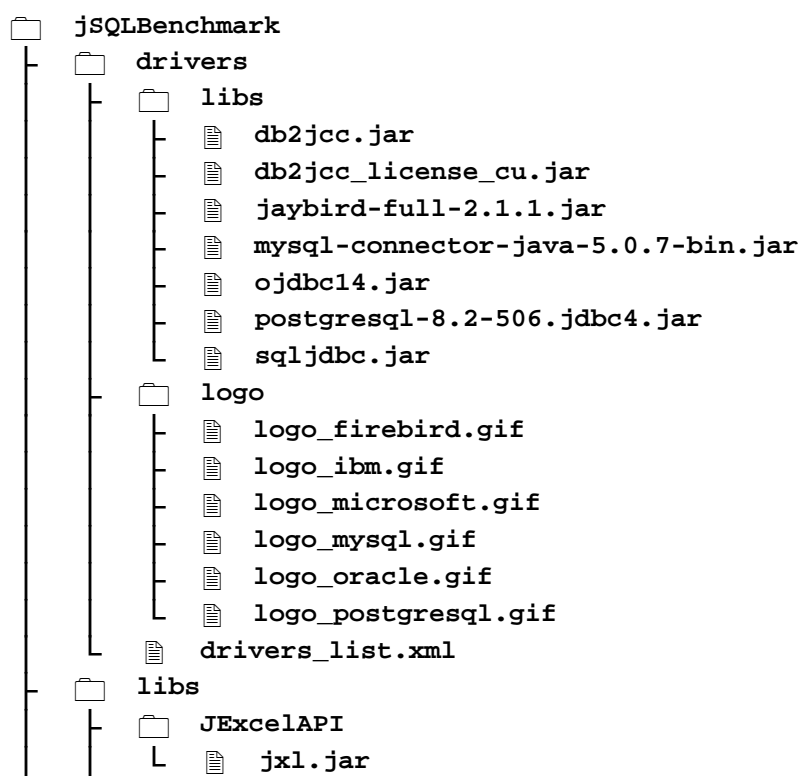 jSQLBenchmark
drivers
libs
db2jcc.jar
db2jcc_license_cu.jar
jaybird-full-2.1.1.jar
mysql-connector-java-5.0.7-bin.jar
ojdbc14.jar
postgresql-8.2-506.jdbc4.jar
sqljdbc.jar
logo
logo_firebird.gif
logo_ibm.gif
logo_microsoft.gif
logo_mysql.gif
logo_oracle.gif
logo_postgresql.gif
drivers_list.xml
libs
JExcelAPI
jxl.jar